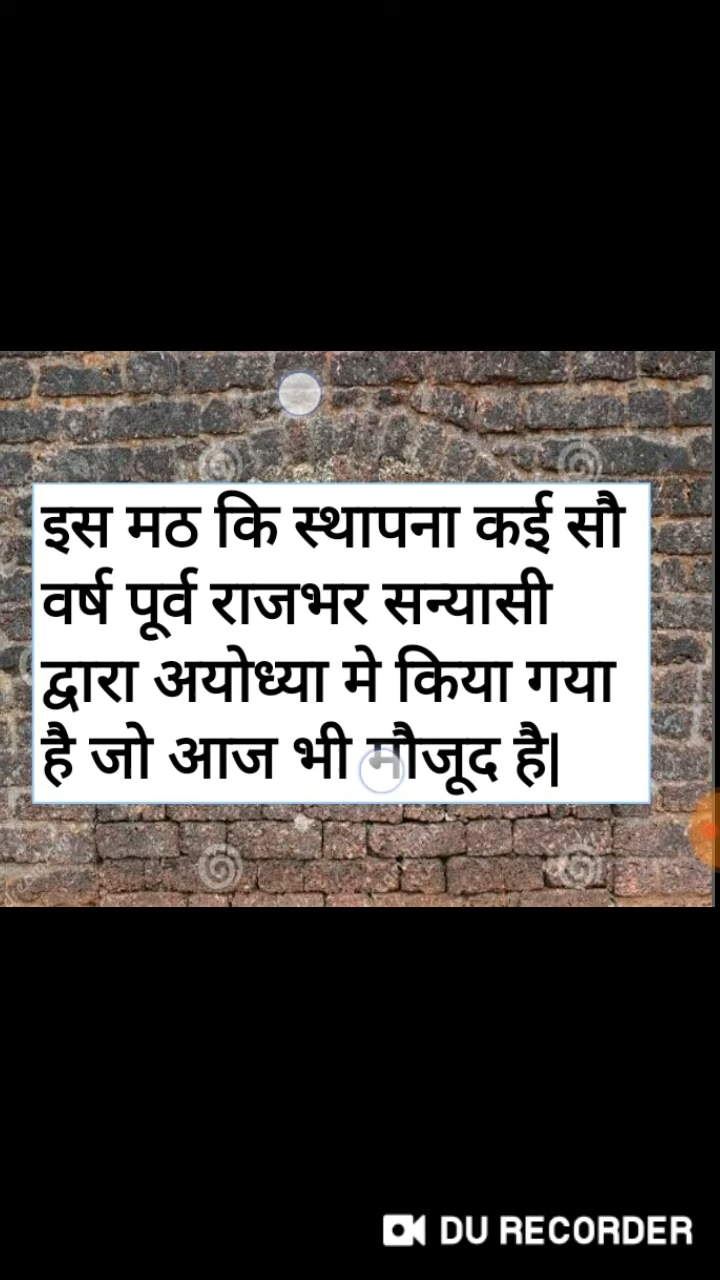 इस मठ कि स्थापना कई सौ
वर्ष पूर्व राजभर सन्यासी
द्वारा अयोध्या मे किया गया
है जो आज भी मौजूद है|
DU RECORDER